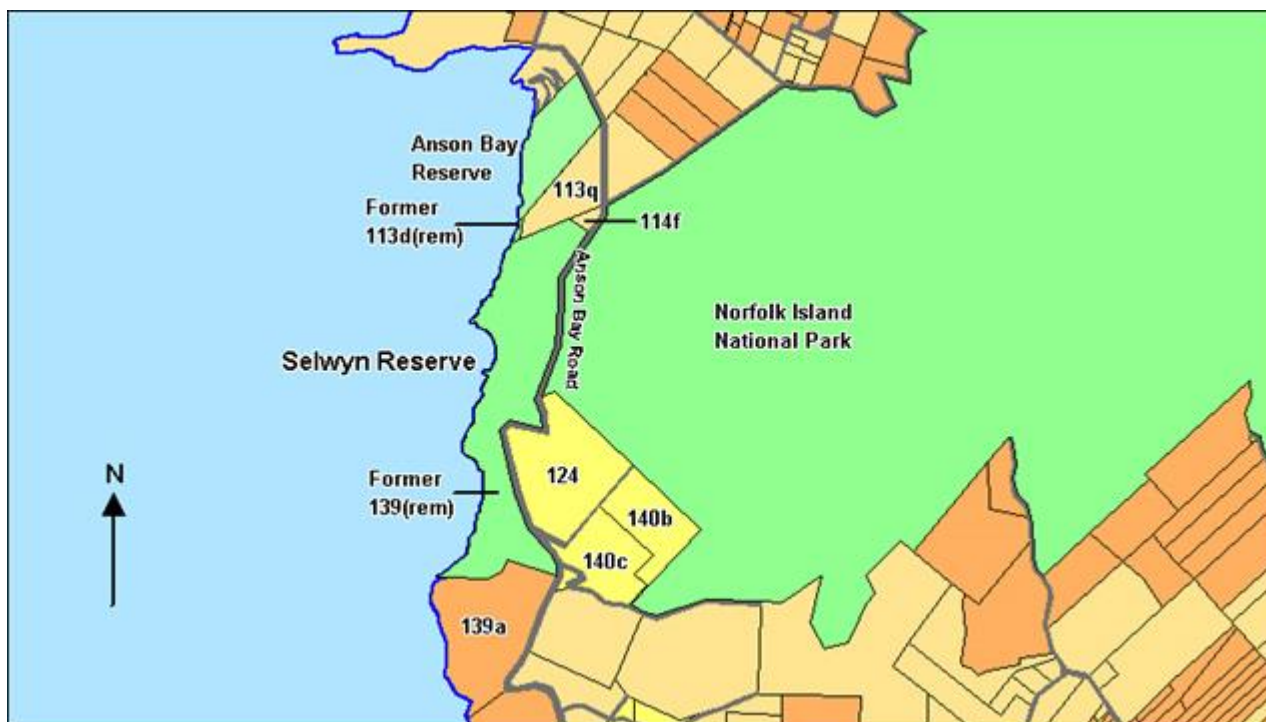 Anson Bay
Reserve
113q
Former
113d(rem)
114f
Anson Bay Road
Norfolk Island
National Park
Selwyn Reserve
N
124
Former
139(rem)
140b
140c
139a